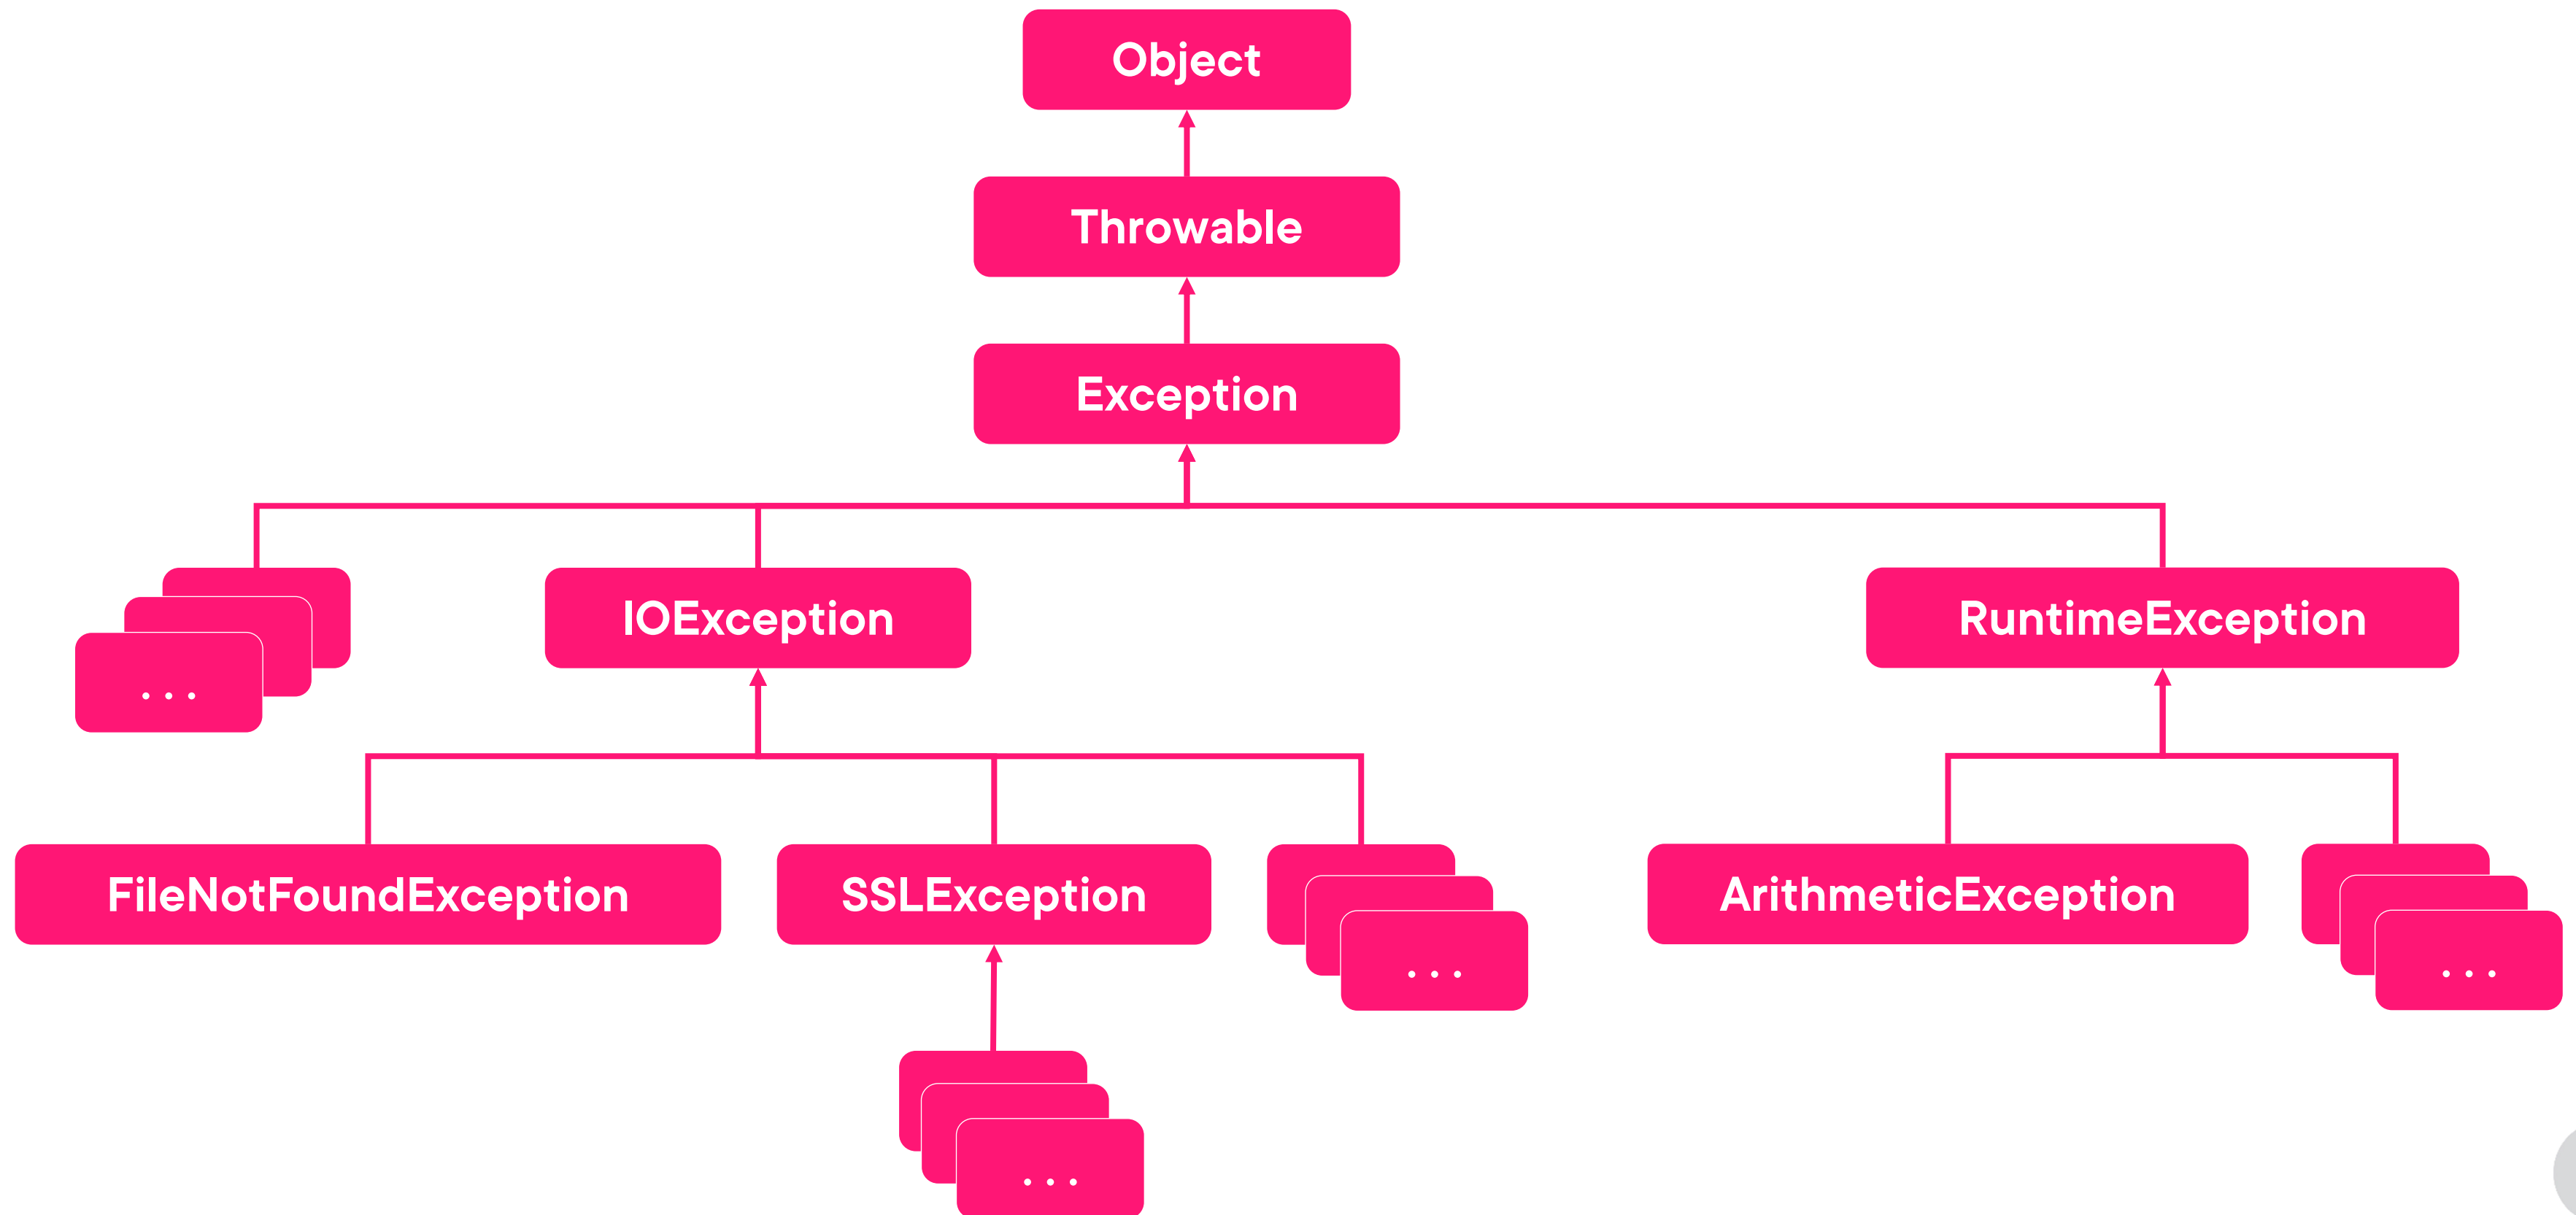 Object
Throwable
Exception
IOException
RuntimeException
...
FileNotFoundException
SSLException
ArithmeticException
...
...
...